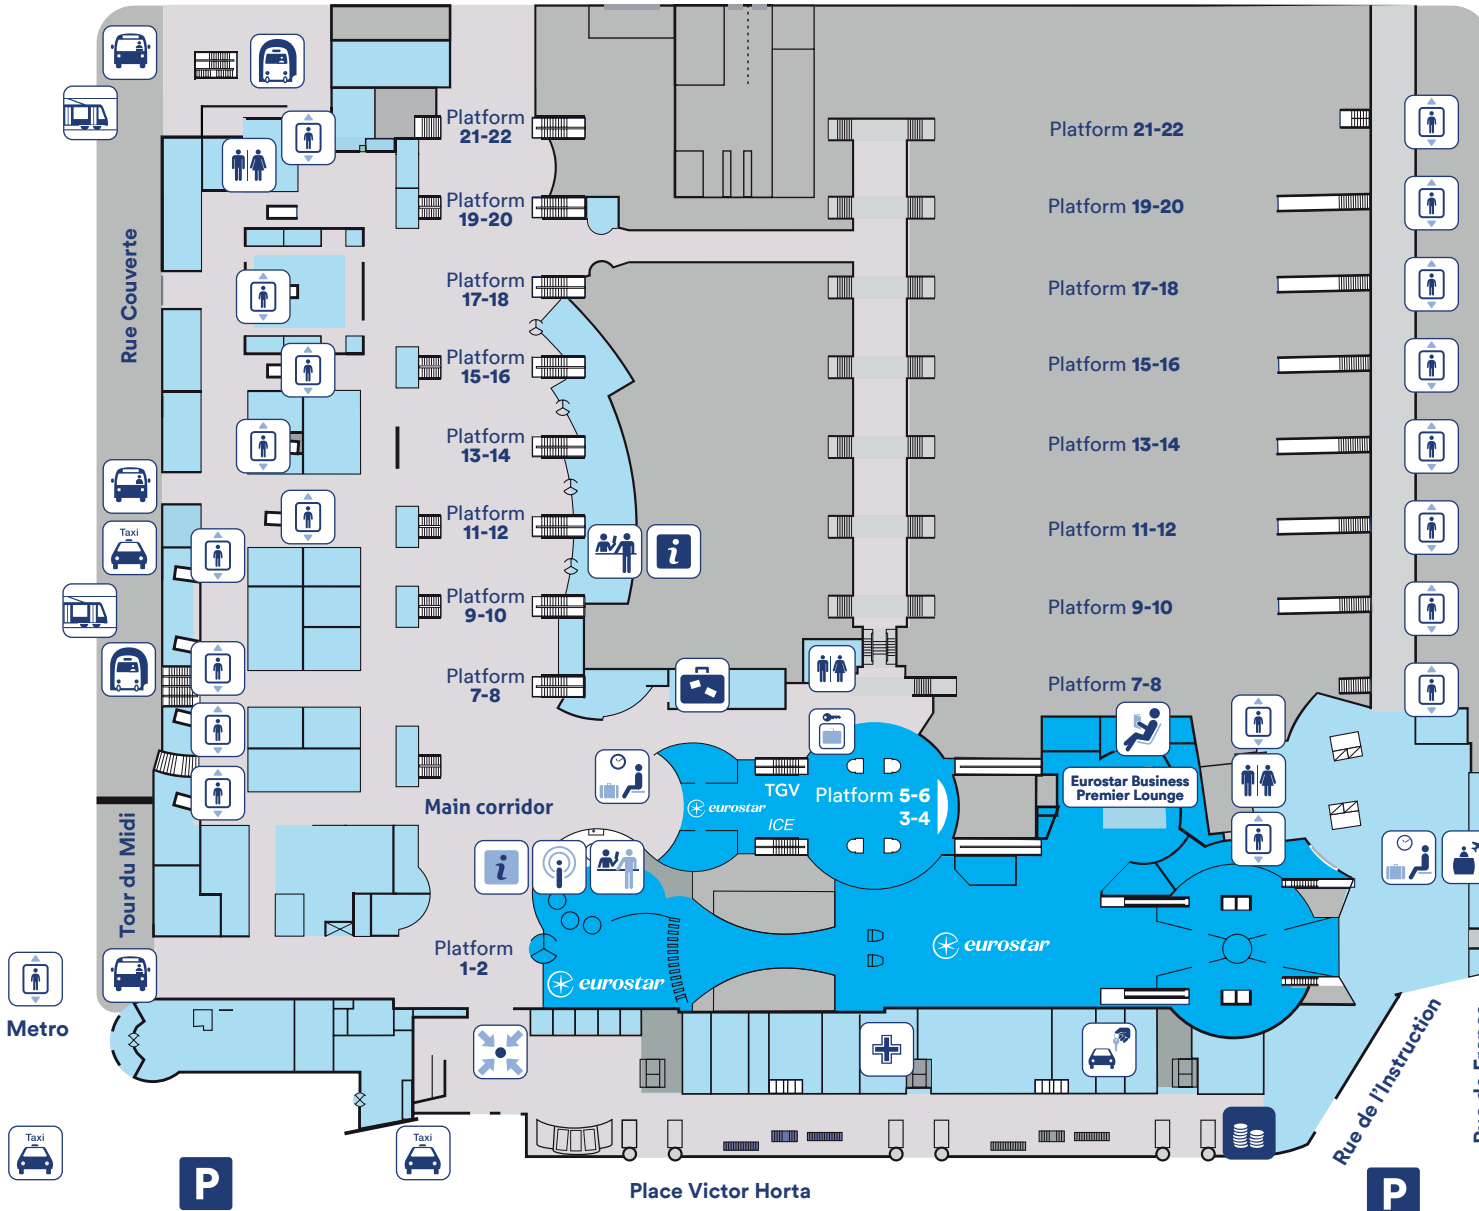 Platform
21-22
Platform 21-22
Platform
19-20
Platform 19-20
Rue Couverte
Platform
17-18
Platform 17-18
Platform
15-16
Platform 15-16
Platform
13-14
Platform 13-14
Taxi
Platform
11-12
Platform 11-12
Platform
9-10
Platform 9-10
Platform
7-8
Platform 7-8
Main corridor
TGV
eurostar
ICE
Platform 5-6
3-4
Eurostar Business
Premier Lounge
Tour du Midi
Platform
1-2
eurostar
eurostar
Metro
Rue de l'Instruction
Taxi
Taxi
P
Place Victor Horta
P